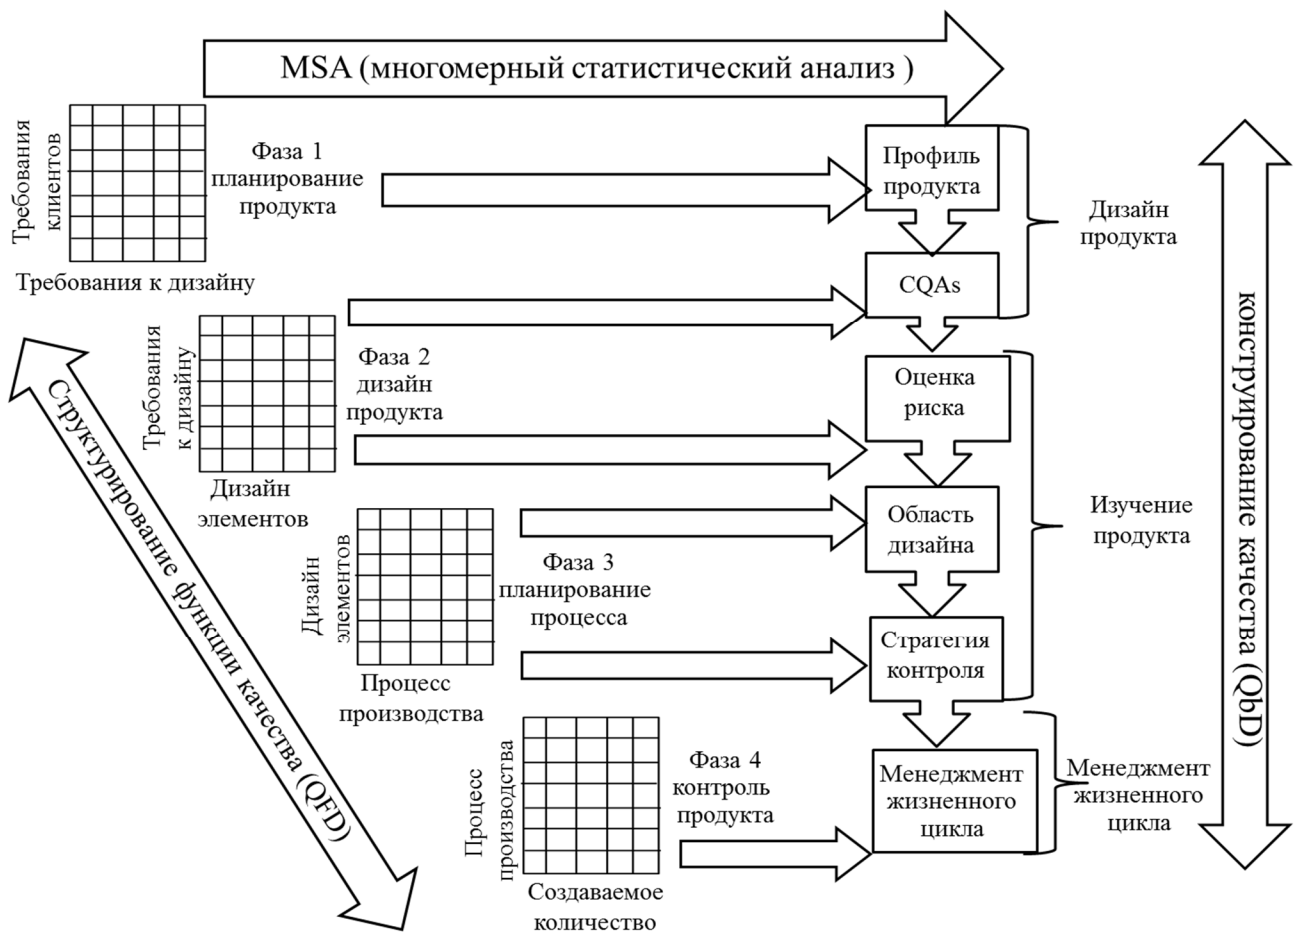 MSA (многомерный статистический анализ )
Требования
клиентов
Фаза 1
планирование
продукта
Требования к дизайну
Профиль
продукта
CQAs
Дизайн
продукта
Требования
к дизайну
Фаза 2
дизайн
продукта
Дизайн
элементов
Оценка
риска
Область
дизайна
Стратегия
контроля
Изучение
продукта
Дизайн
элементов
Фаза 3
планирование
процесса
Процесс
производства
Процесс
производства
Фаза 4
контроль
продукта
Создаваемое
количество
Менеджмент
жизненного
цикла
Менеджмент
жизненного
цикла
Структурирование функции качества (QFD)
конструирование качества (QbD)